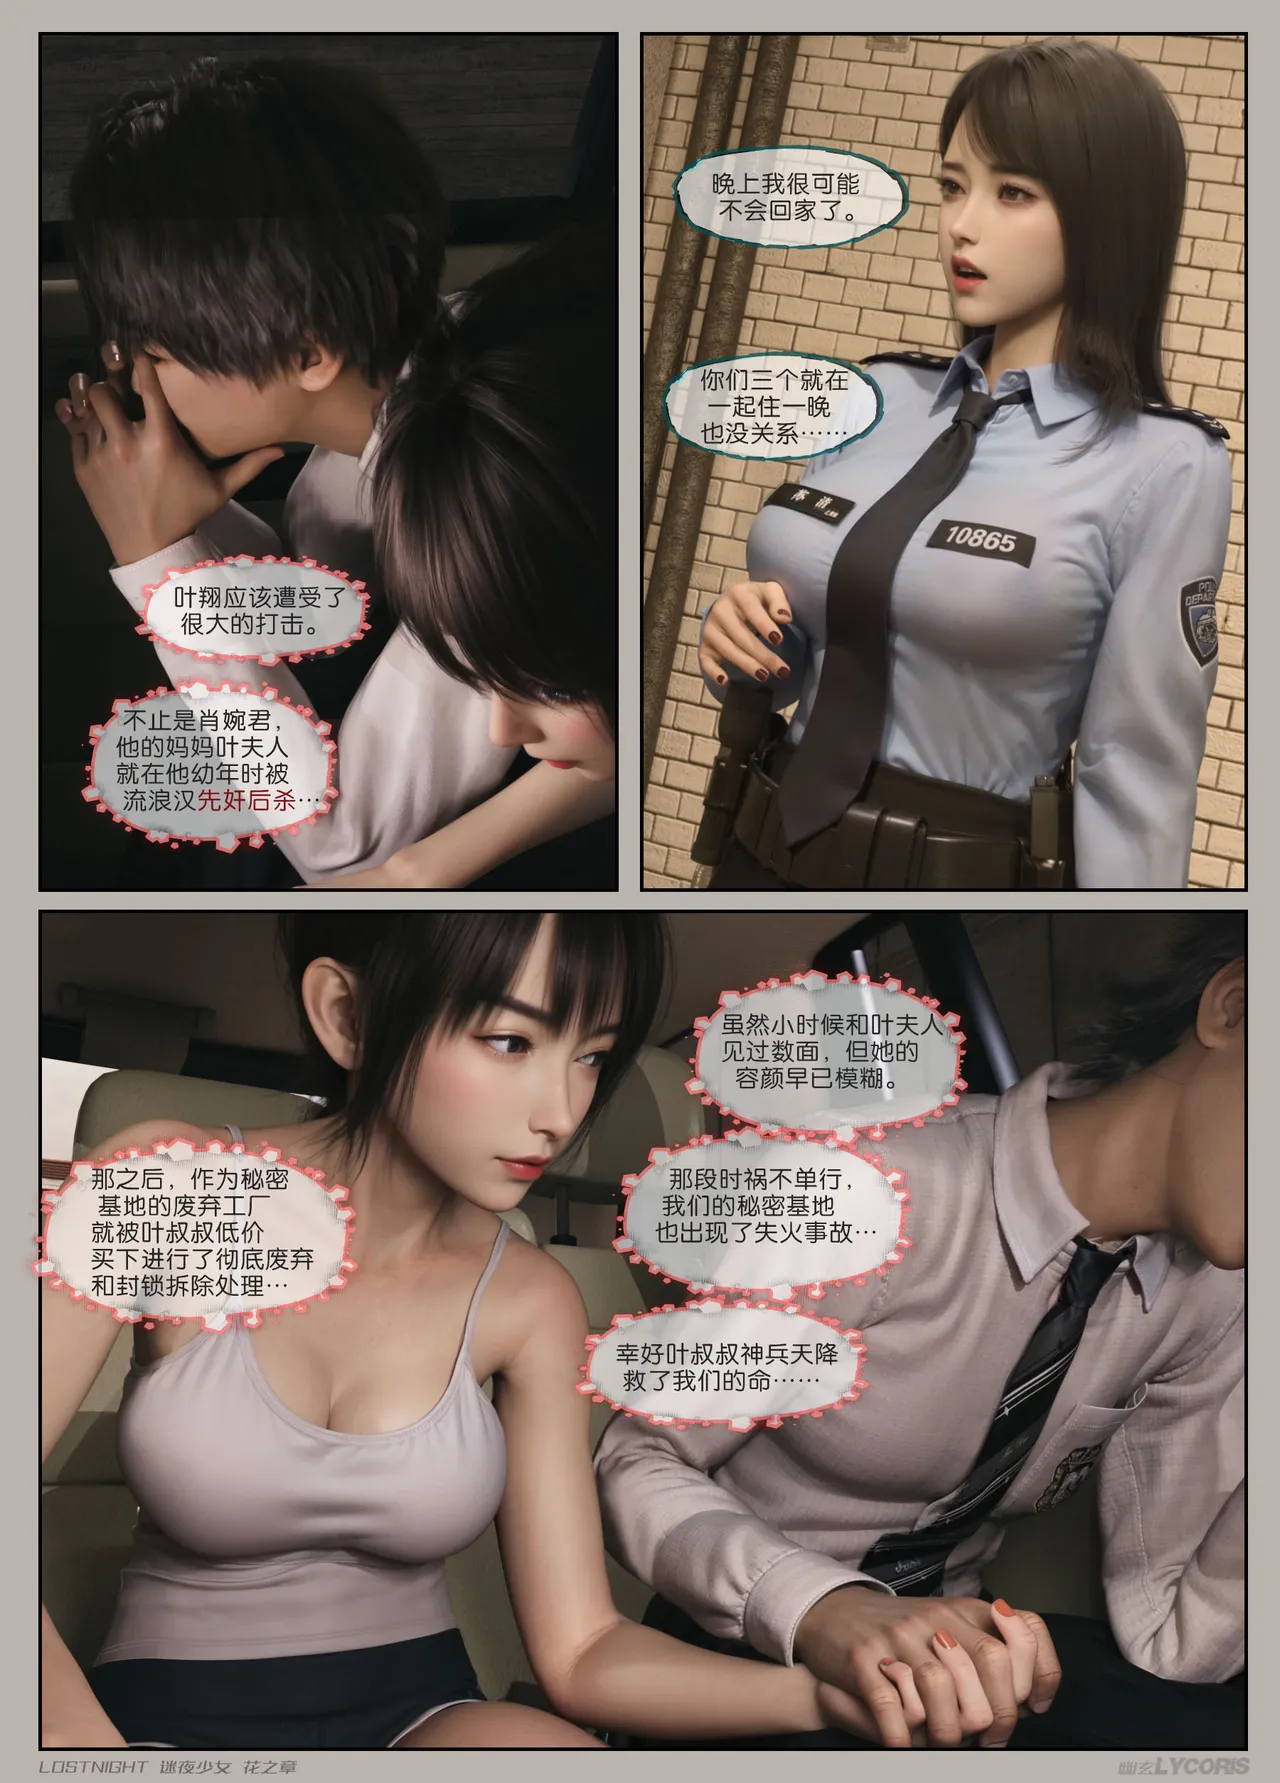 叶翔应该遭受了
很大的打击。
不止是肖婉君，
他的妈妈叶夫人
就在他幼年时被
流浪汉先奸后杀…
晚上我很可能
不会回家了。
你们三个就在
一起住一晚
也没关系……
10865
虽然小时候和叶夫人
见过数面，但她的
容颜早已模糊。
那段时祸不单行，
我们的秘密基地
也出现了失火事故…
幸好叶叔叔神兵天降
救了我们的命……
那之后，作为秘密
基地的废弃工厂
就被叶叔叔低价
买下进行了彻底废弃
和封锁拆除处理…
LOSTNIGHT 迷夜少女 花之章
幽玄LYCORIS